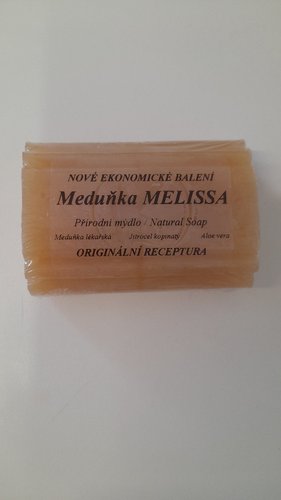 NOVÉ EKONOMICKÉ BALENÍ
Meduňka MELISSA
Přírodní mýdlo / Natural Soap
Meduňka lékařská Jitrocel kopinatý Aloe vera
ORIGINÁLNÍ RECEPTURA